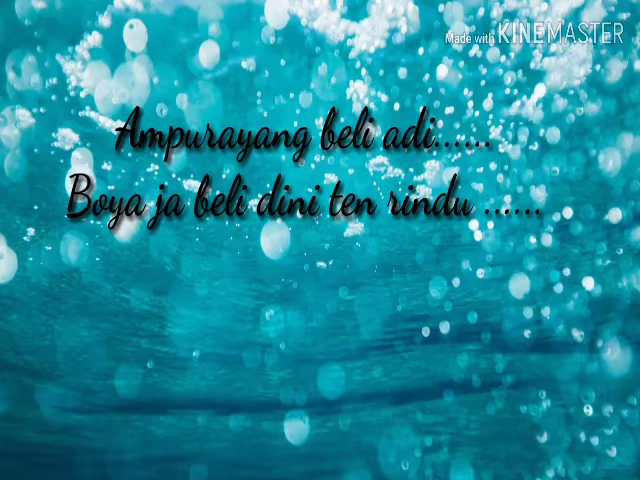 Made with KINEMASTER
Ampurayang beli adi......
Boya ja beli dini ten rindu ......